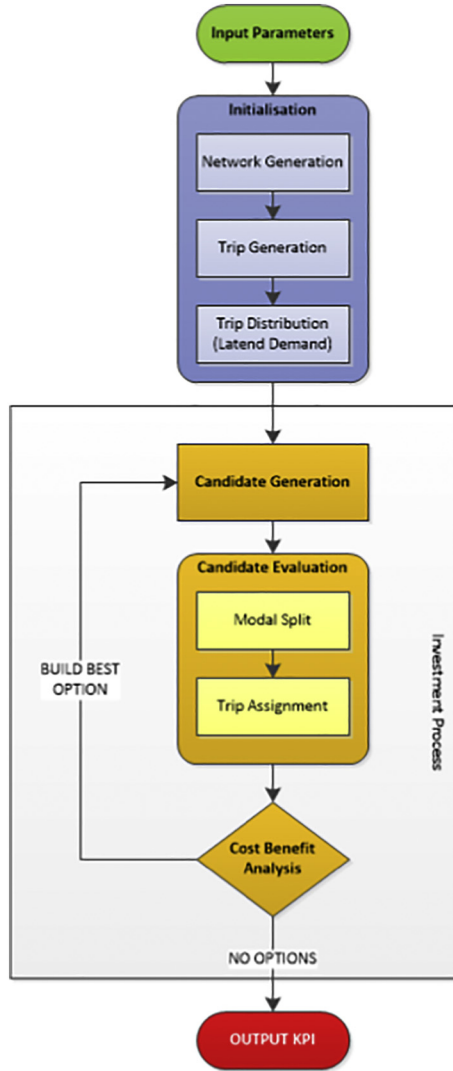 Input Parameters
Initialisation
Network Generation
Trip Generation
Trip Distribution
(Latend Demand)
Candidate Generation
Candidate Evaluation
Modal Split
Trip Assignment
Investment Process
BUILD BEST
OPTION
Cost Benefit
Analysis
NO OPTIONS
OUTPUT KPI